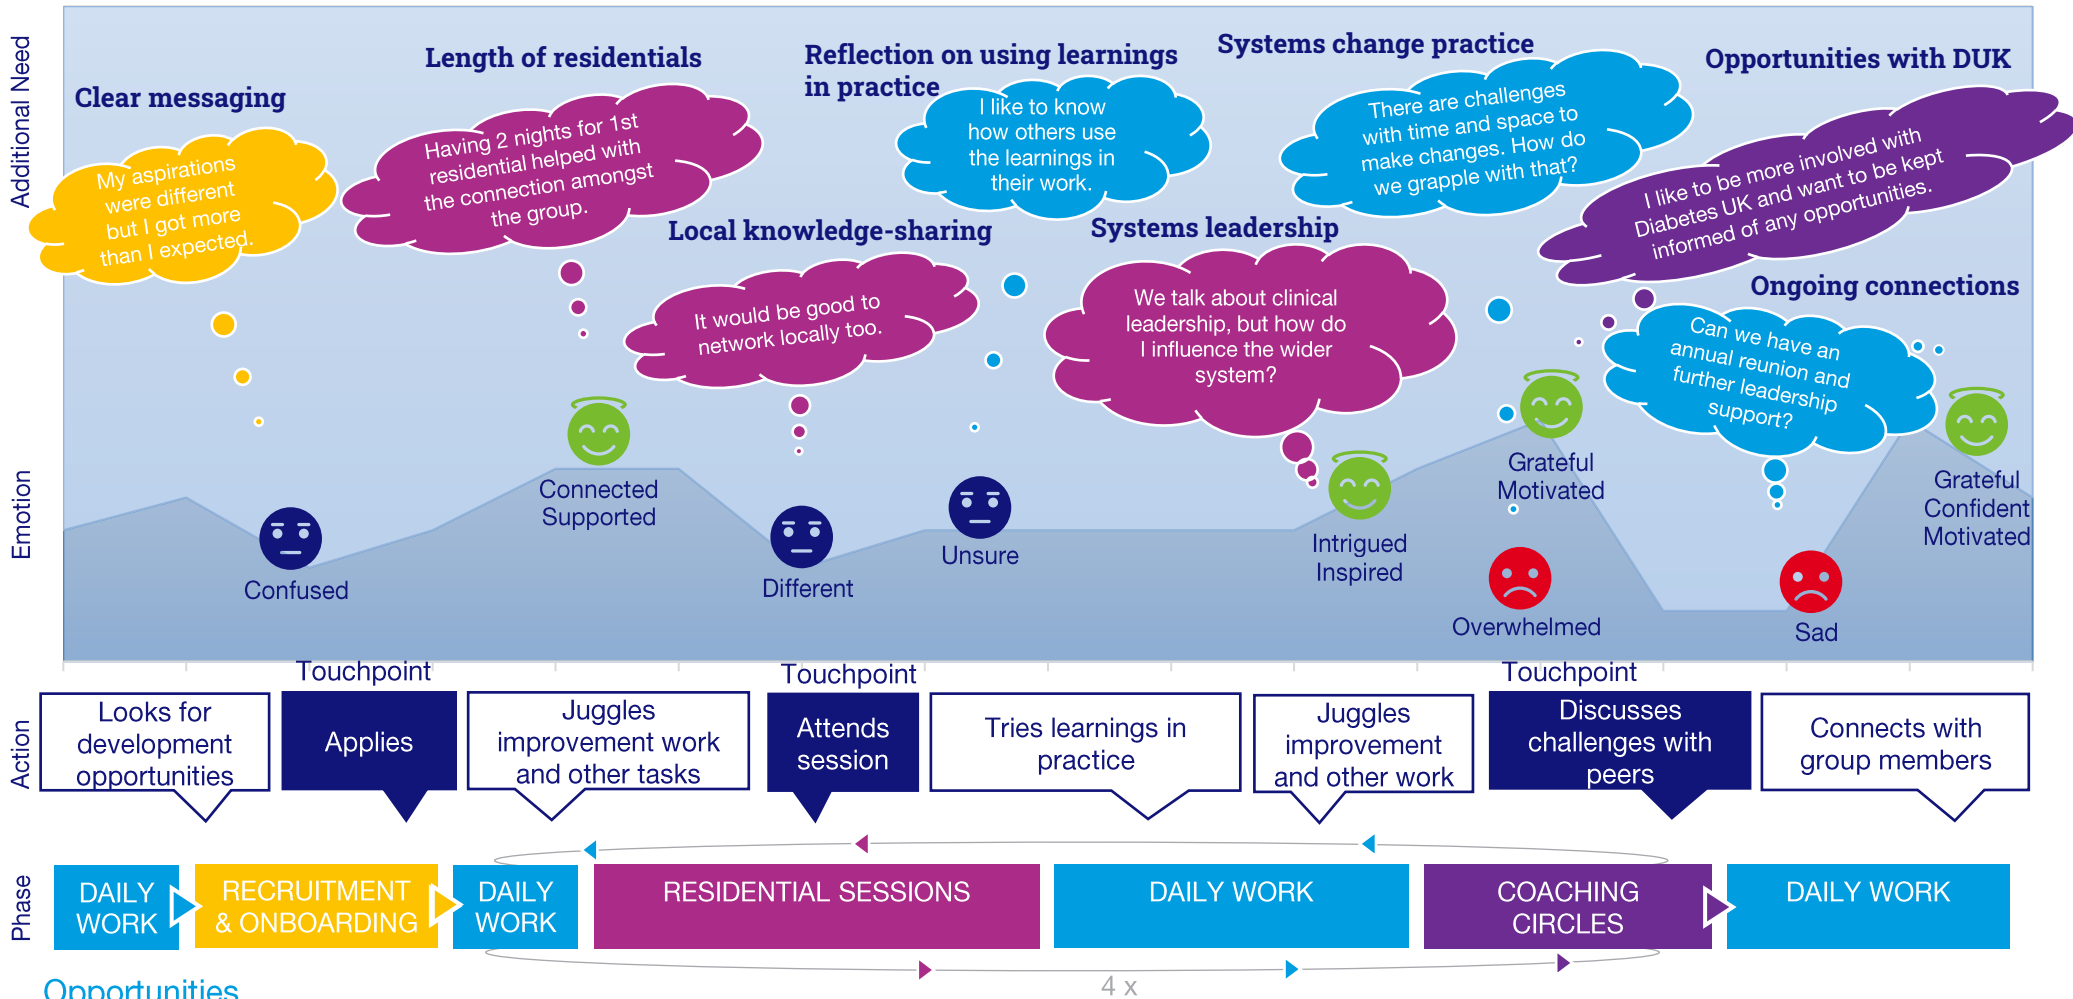 Additional Need
Clear messaging
My aspirations
were different
but I got more
than I expected.
Length of residentials
Having 2 nights for 1st
residential helped with
the connection amongst
the group.
Local knowledge-sharing
It would be good to
network locally too.
Reflection on using learnings
in practice
I like to know
how others use
the learnings in
their work.
Systems leadership
We talk about clinical
leadership, but how do
I influence the wider
system?
Systems change practice
There are challenges
with time and space to
make changes. How do
we grapple with that?
Opportunities with DUK
I like to be more involved with
Diabetes UK and want to be kept
informed of any opportunities.
Ongoing connections
Can we have an
annual reunion and
further leadership
support?
Emotion
Confused
Connected
Supported
Different
Unsure
Intrigued
Inspired
Grateful
Motivated
Overwhelmed
Sad
Grateful
Confident
Motivated
Touchpoint
Touchpoint
Touchpoint
Action
Looks for
development
opportunities
Applies
Juggles
improvement work
and other tasks
Attends
session
Tries learnings in
practice
Juggles
improvement
and other work
Discusses
challenges with
peers
Connects with
group members
Phase
DAILY
WORK
RECRUITMENT
& ONBOARDING
DAILY
WORK
RESIDENTIAL SESSIONS
DAILY WORK
COACHING
CIRCLES
DAILY WORK
4 x
Opportunities